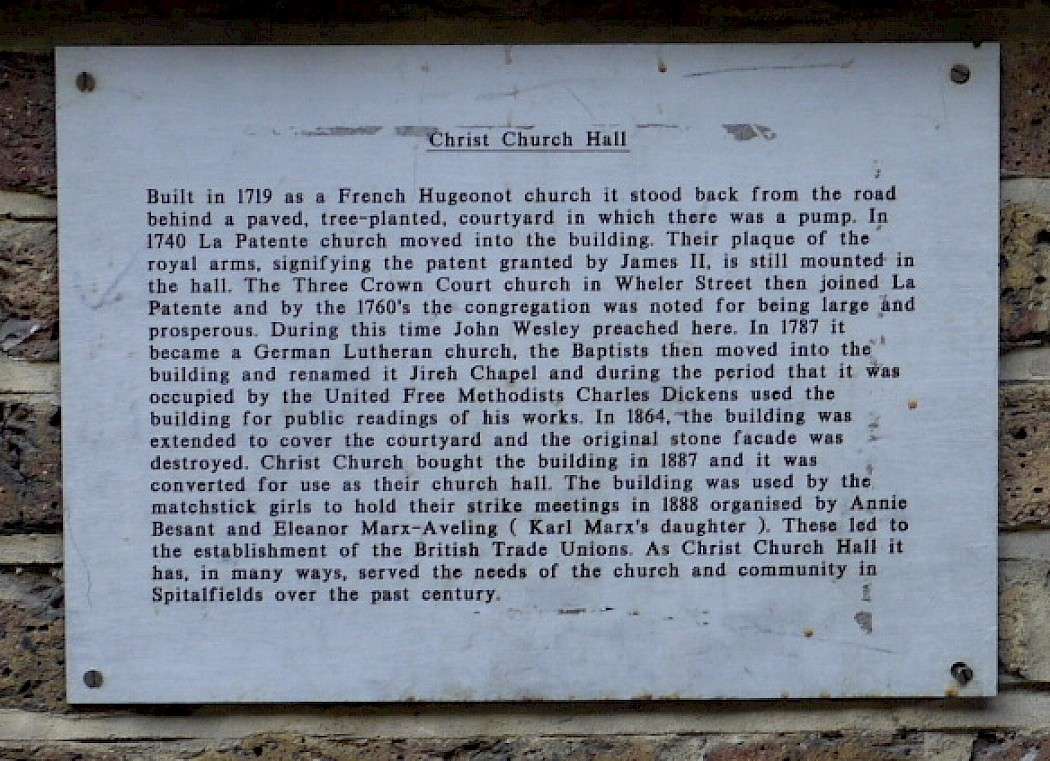 Christ Church Hall
Built in 1719 as a French Hugeonot church it stood back from the road
behind a paved, tree-planted, courtyard in which there was a pump. In
1740 La Patente church moved into the building. Their plaque of the
royal arms, signifying the patent granted by James II, is still mounted in
the hall. The Three Crown Court church in Wheler Street then joined La
Patente and by the 1760's the congregation was noted for being large and
prosperous. During this time John Wesley preached here. In 1787 it
became a German Lutheran church, the Baptists then moved into the
building and renamed it Jireh Chapel and during the period that it was
occupied by the United Free Methodists Charles Dickens used the
building for public readings of his works. In 1864, the building was
extended to cover the courtyard and the original stone facade was
destroyed. Christ Church bought the building in 1887 and it was
converted for use as their church hall. The building was used by the
matchstick girls to hold their strike meetings in 1888 organised by Annie
Besant and Eleanor Marx-Aveling ( Karl Marx's daughter ). These led to
the establishment of the British Trade Unions. As Christ Church Hall it
has, in many ways, served the needs of the church and community in
Spitalfields over the past century.